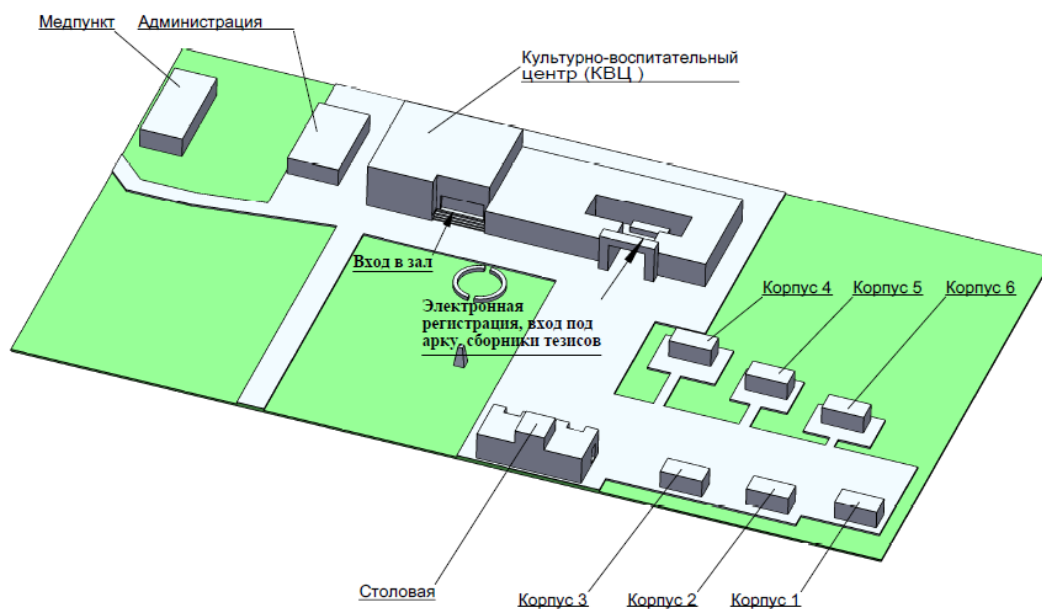 Медпункт
Администрация
Культурно-воспитательный
центр (КВЦ )
Вход в зал
Электронная
регистрация, вход под
арку, сборники тезисов
Корпус 4
Корпус 5
Корпус 6
Столовая
Корпус 3
Корпус 2
Корпус 1